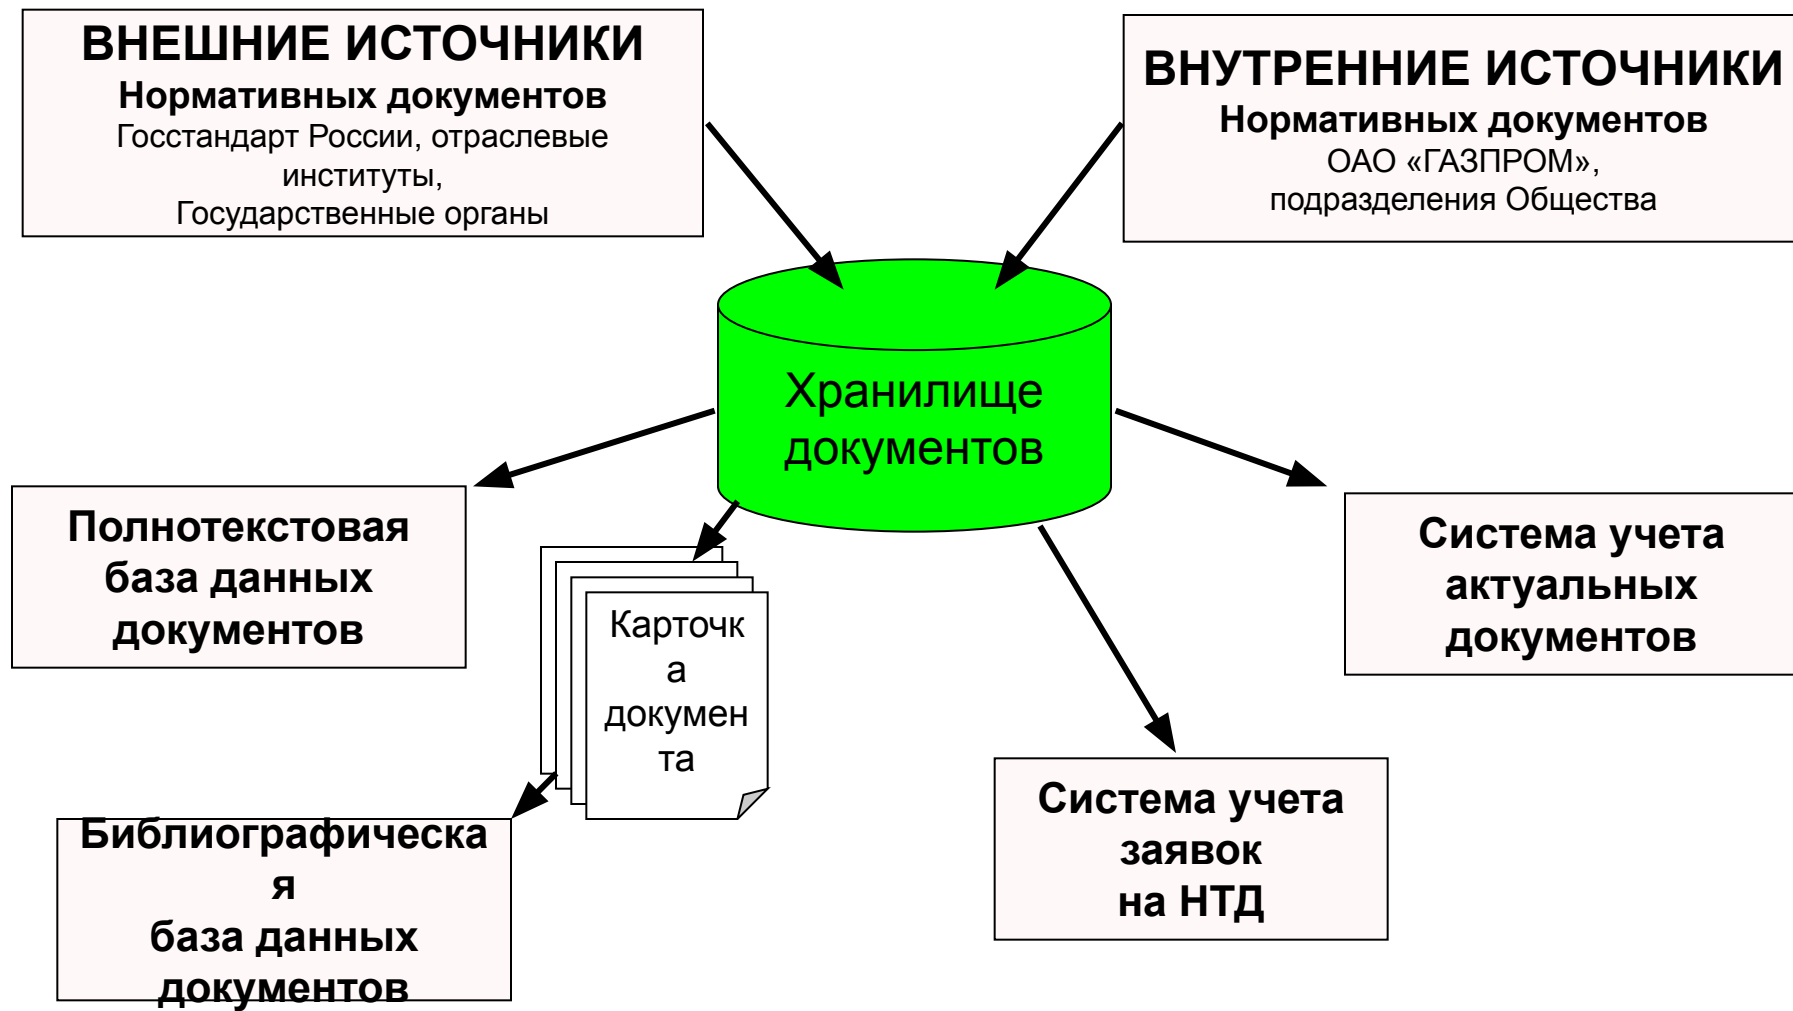 ВНЕШНИЕ ИСТОЧНИКИ
Нормативных документов
Госстандарт России, отраслевые
институты,
Государственные органы
ВНУТРЕННИЕ ИСТОЧНИКИ
Нормативных документов
ОАО «ГАЗПРОМ»,
подразделения Общества
Хранилище
документов
Полнотекстовая
база данных
документов
Карточк
а
докумен
та
Система учета
актуальных
документов
Библиографическа
я
база данных
документов
Система учета
заявок
на НТД